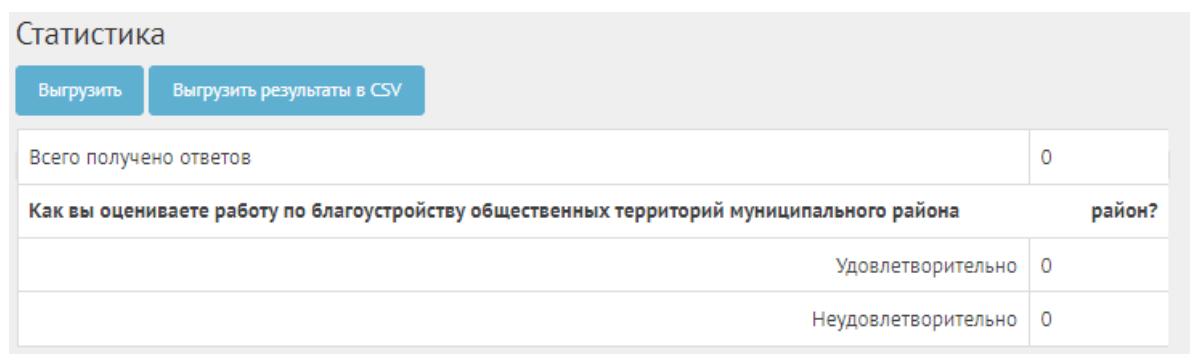 Статистика
Выгрузить Выгрузить результаты в CSV
Всего получено ответов 0
Как вы оцениваете работу по благоустройству общественных территорий муниципального района район?
Удовлетворительно 0
Неудовлетворительно 0